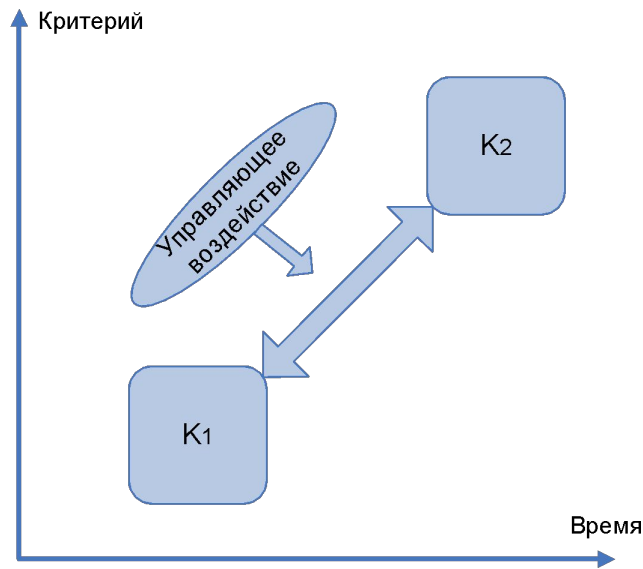 Критерий
K2
Управляющее
воздействие
K1
Время